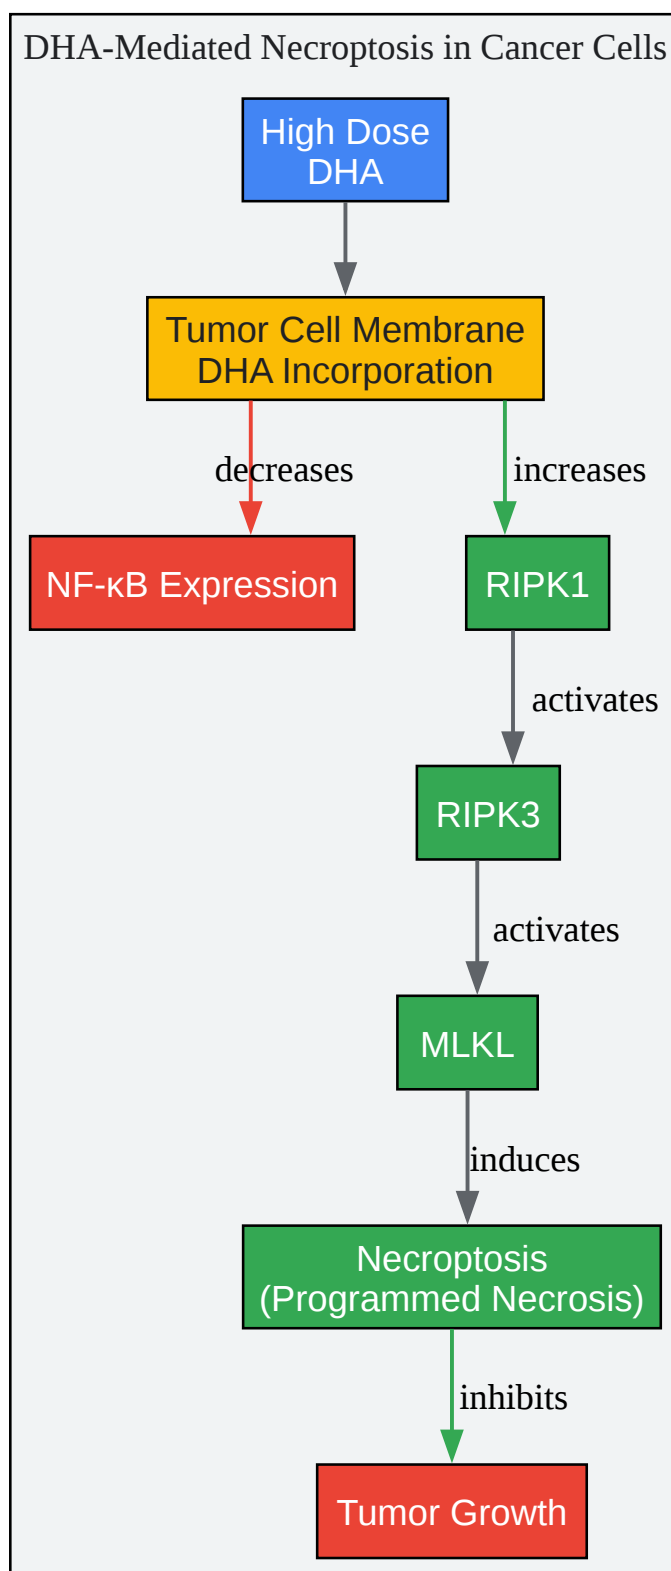 DHA-Mediated Necroptosis in Cancer Cells
High Dose
DHA
Tumor Cell Membrane
DHA Incorporation
decreases
increases
NF-κB Expression
RIPK1
activates
RIPK3
activates
MLKL
induces
Necroptosis
(Programmed Necrosis)
inhibits
Tumor Growth